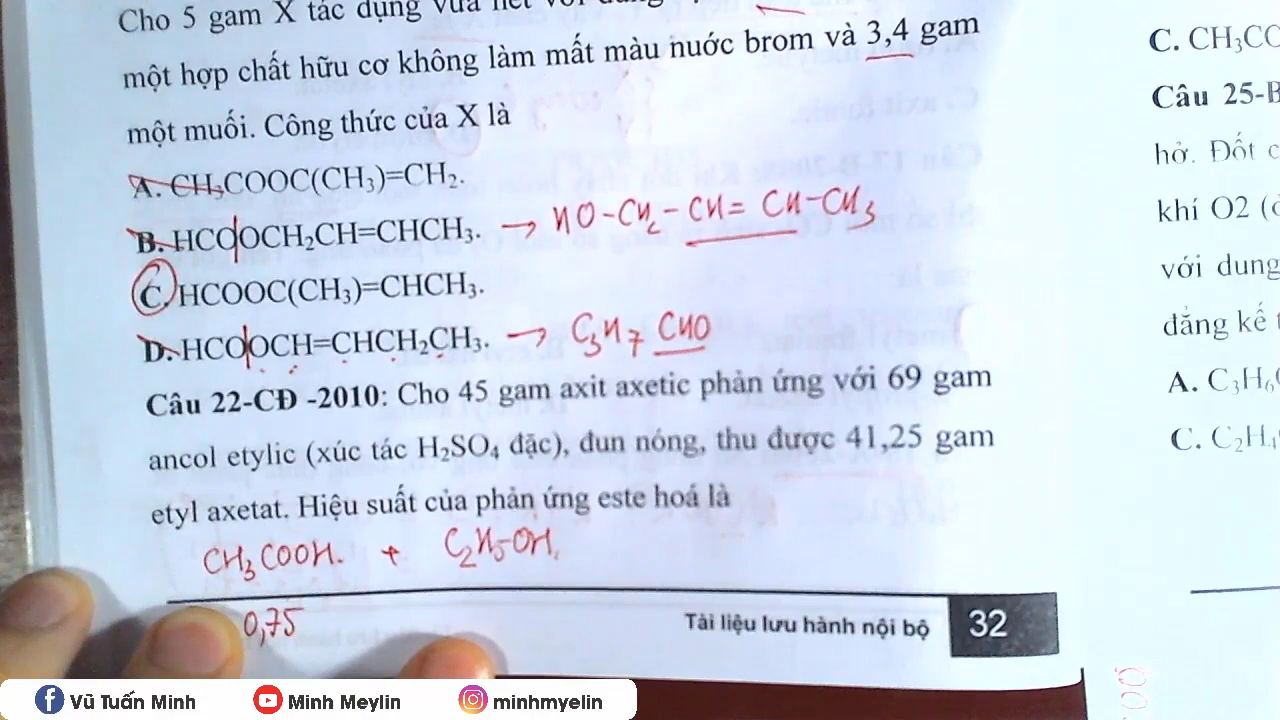 Cho 5 gam X tác dụng vừa hết với dung
một hợp chất hữu cơ không làm mất màu nước brom và 3,4 gam
một muối. Công thức của X là
A. CH₃COOC(CH₃)=CH₂.
B. HCOOCH₂CH=CHCH₃. → HO-CH₂-CH=CH-CH₃
C. HCOOC(CH₃)=CHCH₃.
D. HCOOCH=CHCH₂CH₃. → C₃H₇CHO
Câu 22-CĐ -2010: Cho 45 gam axit axetic phản ứng với 69 gam
ancol etylic (xúc tác H₂SO₄ đặc), đun nóng, thu được 41,25 gam
etyl axetat. Hiệu suất của phản ứng este hoá là
CH₃COOH. + C₂H₅-OH.
0,75
Tài liệu lưu hành nội bộ 32
C. CH₃CO
Câu 25-B
hở. Đốt c
khí O2 (
với dung
đẳng kế
A. C₃H₆
C. C₂H₄
Vũ Tuấn Minh Minh Meylin minhmyelin